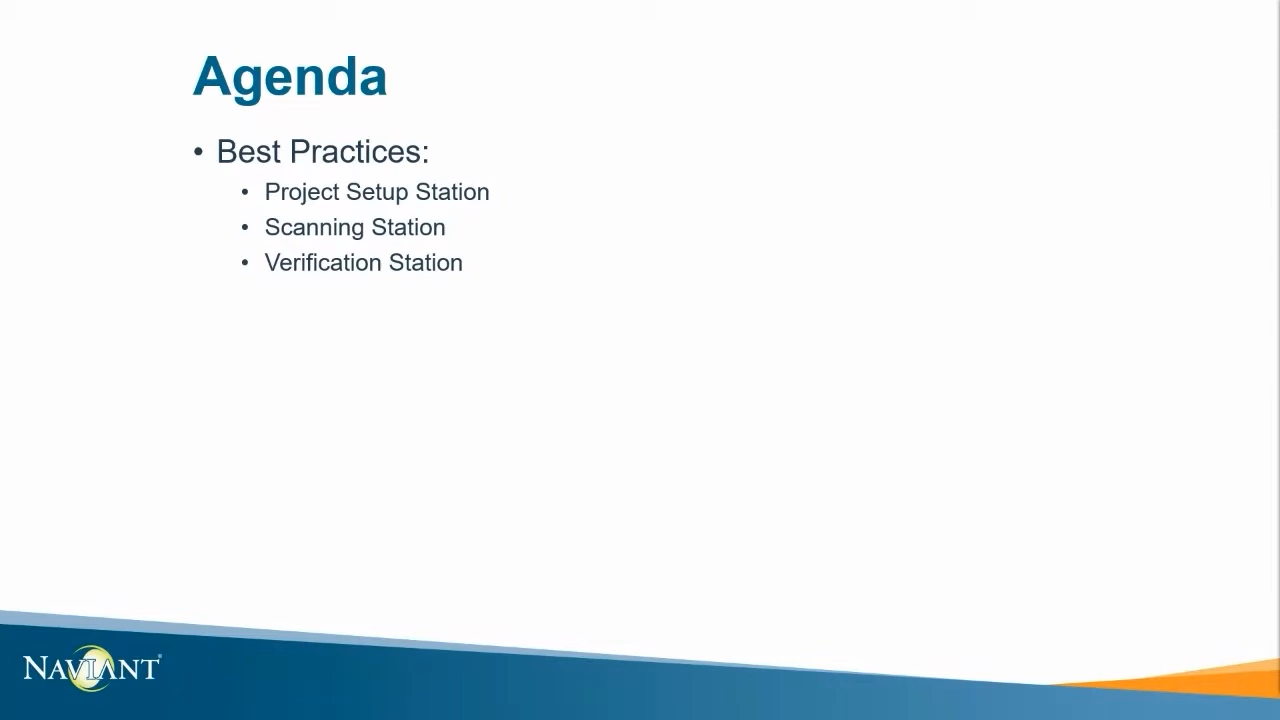 Agenda
• Best Practices:
• Project Setup Station
• Scanning Station
• Verification Station
NAVIANT®